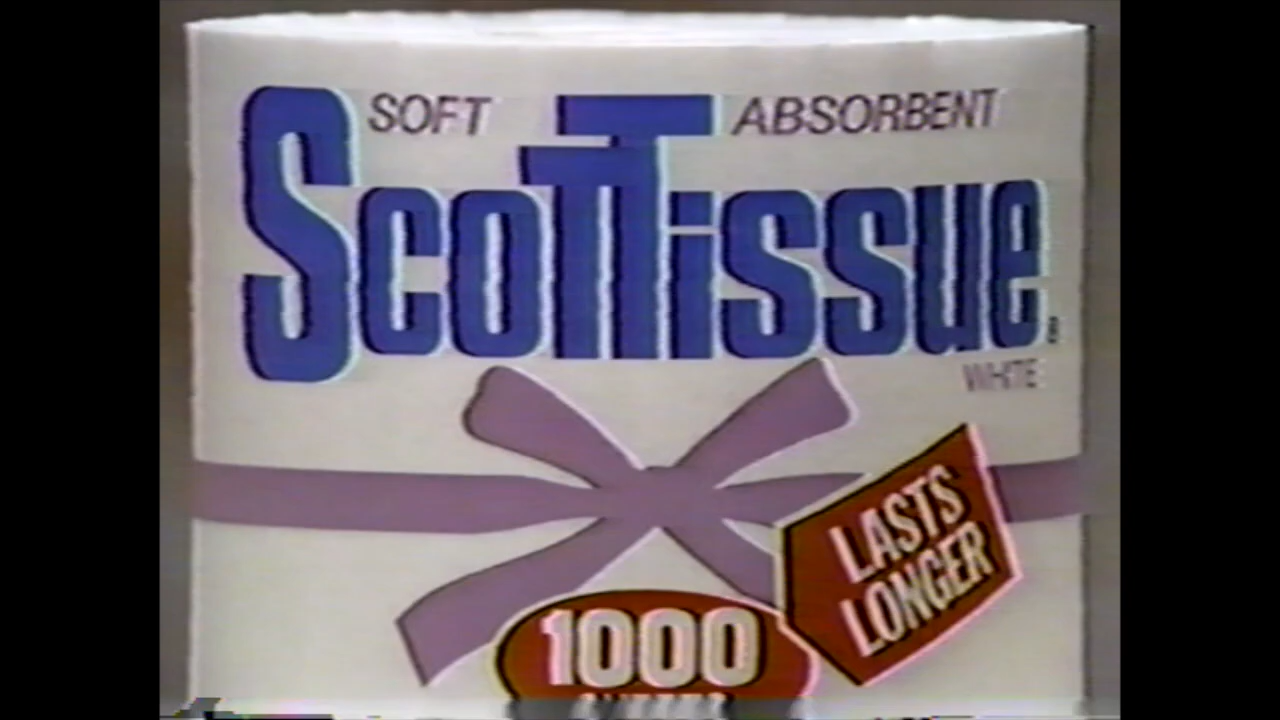 SOFT ABSORBENT
ScotTissue
WHITE
LASTS
LONGER
1000